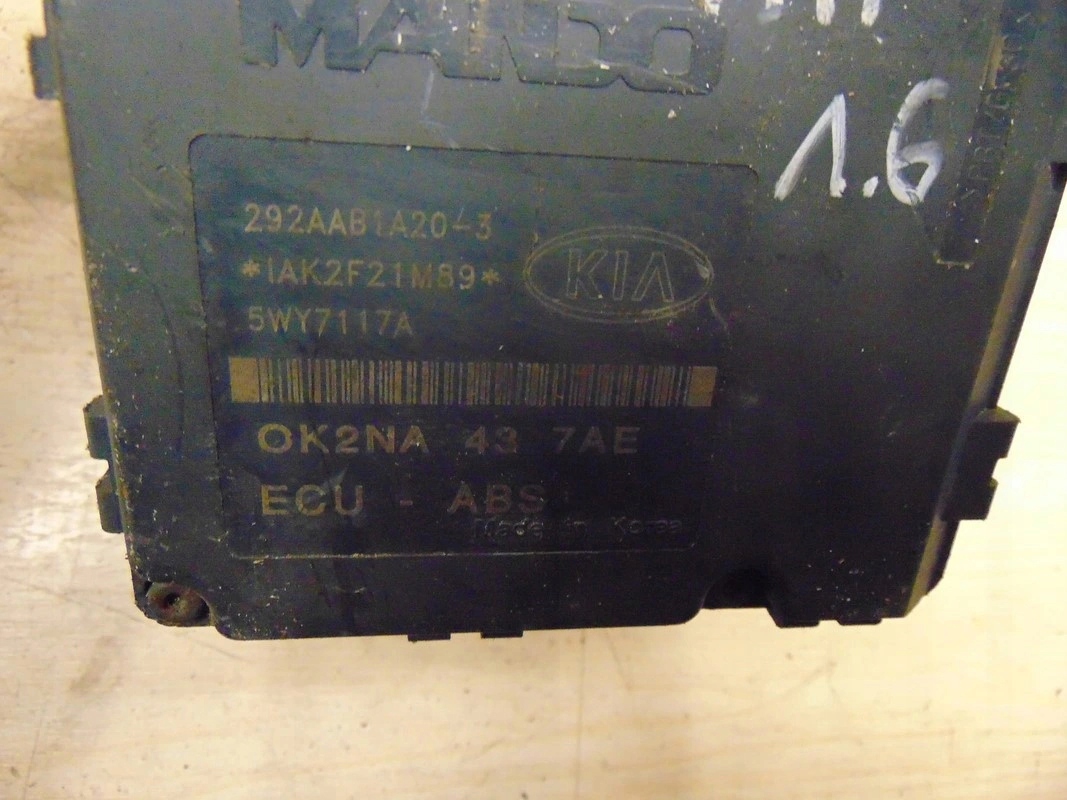 MANDO
1.6
292AAB1A20-3
*IAK2F21M89*
KIA
5WY7117A
OK2NA 43 7AE
ECU - ABS
Made in Korea